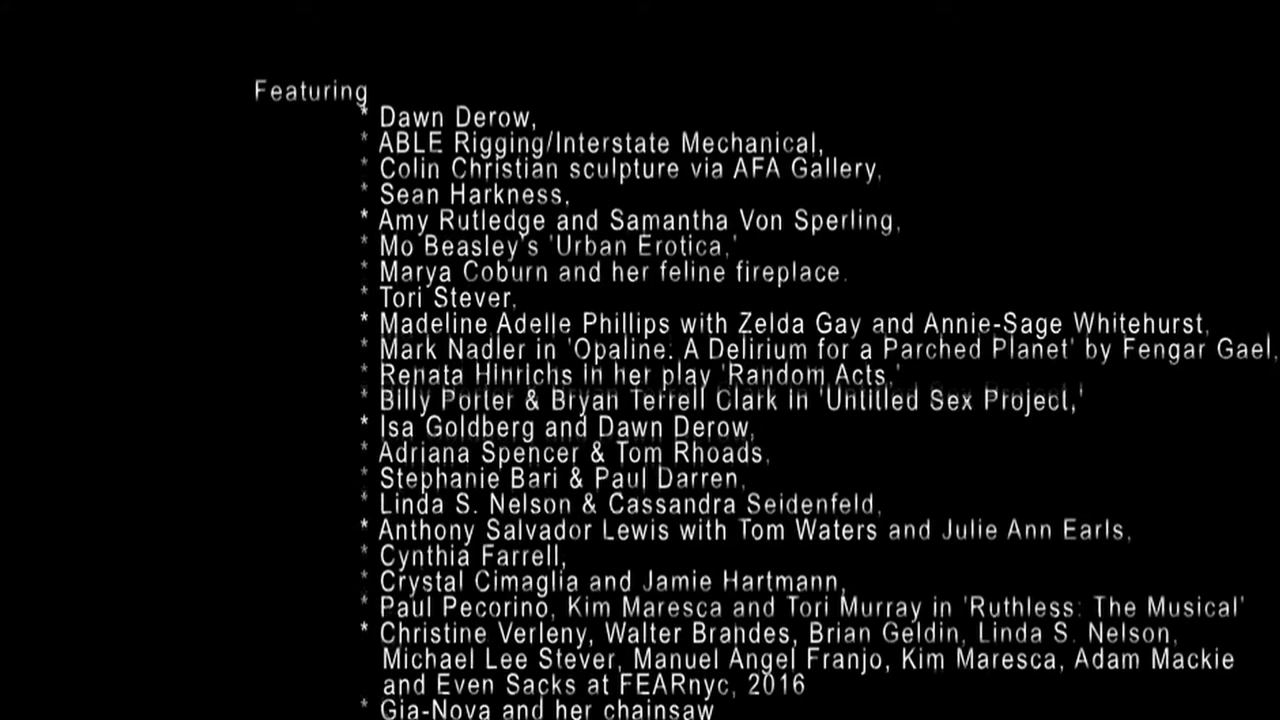 Featuring
* Dawn Derow,
* ABLE Rigging/Interstate Mechanical,
* Colin Christian sculpture via AFA Gallery,
* Sean Harkness,
* Amy Rutledge and Samantha Von Sperling,
* Mo Beasley's 'Urban Erotica,'
* Marya Coburn and her feline fireplace.
* Tori Stever,
* Madeline Adelle Phillips with Zelda Gay and Annie-Sage Whitehurst,
* Mark Nadler in 'Opaline: A Delirium for a Parched Planet' by Fengar Gael,
* Renata Hinrichs in her play 'Random Acts,'
* Billy Porter & Bryan Terrell Clark in 'Untitled Sex Project,'
* Isa Goldberg and Dawn Derow,
* Adriana Spencer & Tom Rhoads,
* Stephanie Bari & Paul Darren,
* Linda S. Nelson & Cassandra Seidenfeld,
* Anthony Salvador Lewis with Tom Waters and Julie Ann Earls,
* Cynthia Farrell,
* Crystal Cimaglia and Jamie Hartmann,
* Paul Pecorino, Kim Maresca and Tori Murray in 'Ruthless: The Musical'
* Christine Verleny, Walter Brandes, Brian Geldin, Linda S. Nelson,
Michael Lee Stever, Manuel Angel Franjo, Kim Maresca, Adam Mackie
and Even Sacks at FEARnyc, 2016
* Gia-Nova and her chainsaw